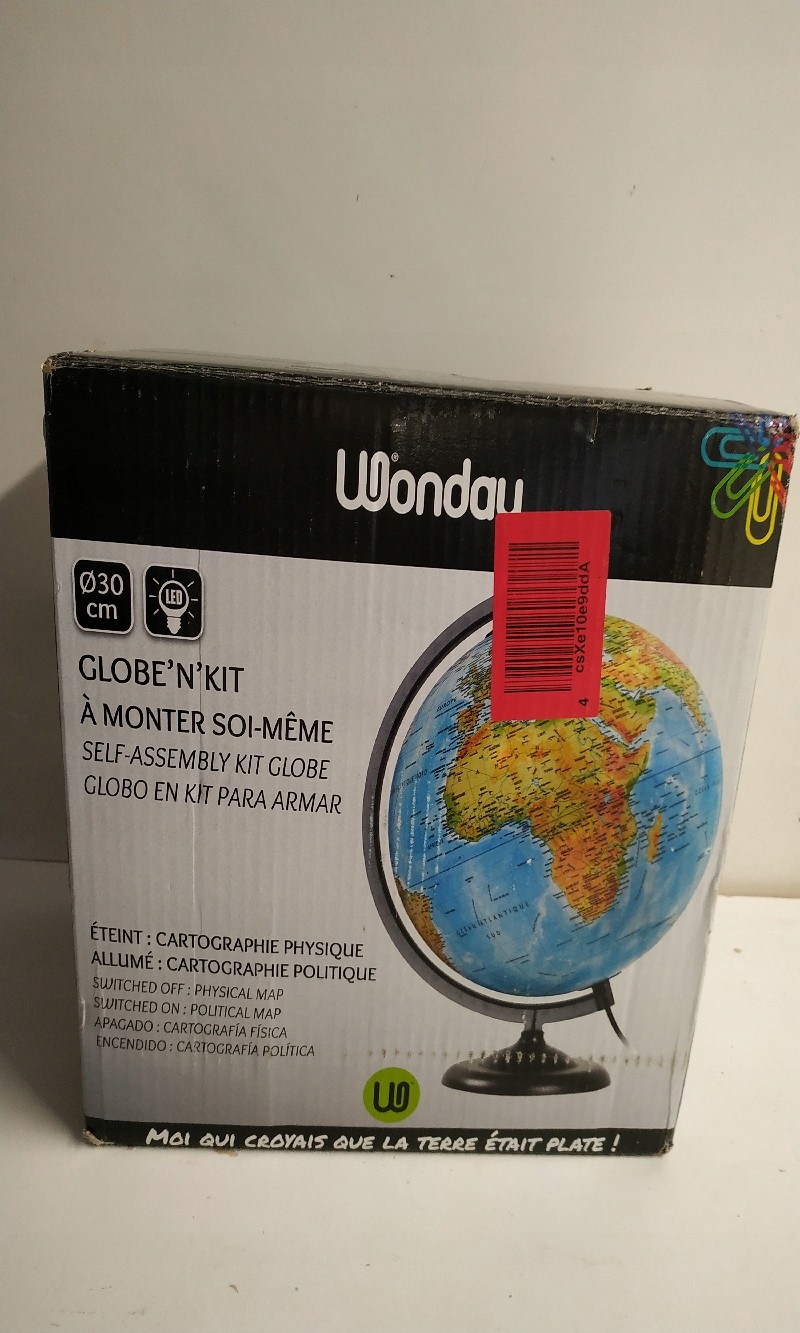 Wonday
Ø30
cm
LED
4 csXe10e9ddA
GLOBE'N'KIT
À MONTER SOI-MÊME
SELF-ASSEMBLY KIT GLOBE
GLOBO EN KIT PARA ARMAR
ÉTEINT : CARTOGRAPHIE PHYSIQUE
ALLUMÉ : CARTOGRAPHIE POLITIQUE
SWITCHED OFF : PHYSICAL MAP
SWITCHED ON : POLITICAL MAP
APAGADO : CARTOGRAFÍA FÍSICA
ENCENDIDO : CARTOGRAFÍA POLÍTICA
MOI QUI CROYAIS QUE LA TERRE ÉTAIT PLATE !